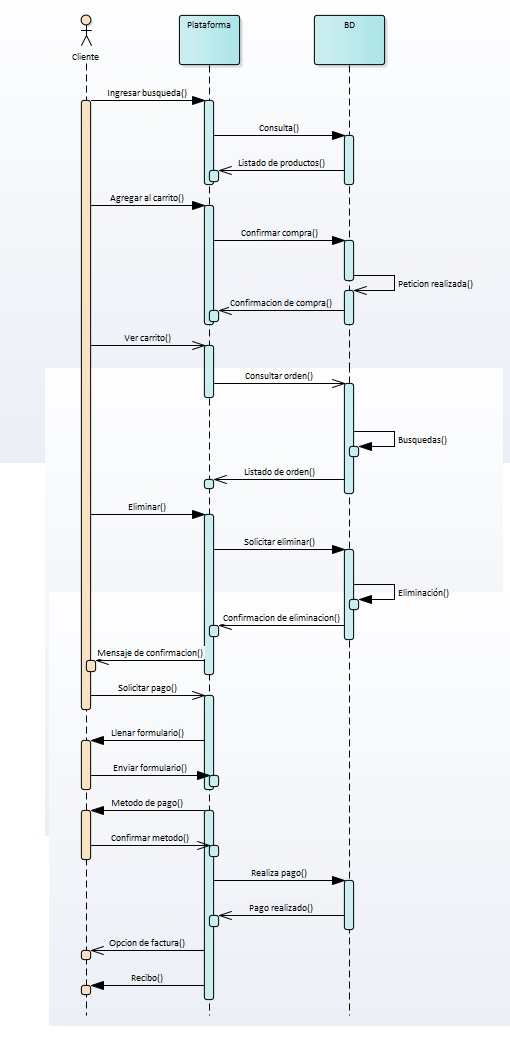 Plataforma
BD
Cliente
Ingresar busqueda()
Consulta()
Listado de productos()
Agregar al carrito()
Confirmar compra()
Peticion realizada()
Confirmacion de compra()
Ver carrito()
Consultar orden()
Busquedas()
Listado de orden()
Eliminar()
Solicitar eliminar()
Eliminación()
Confirmacion de eliminacion()
Mensaje de confirmacion()
Solicitar pago()
Llenar formulario()
Enviar formulario()
Metodo de pago()
Confirmar metodo()
Realiza pago()
Pago realizado()
Opcion de factura()
Recibo()